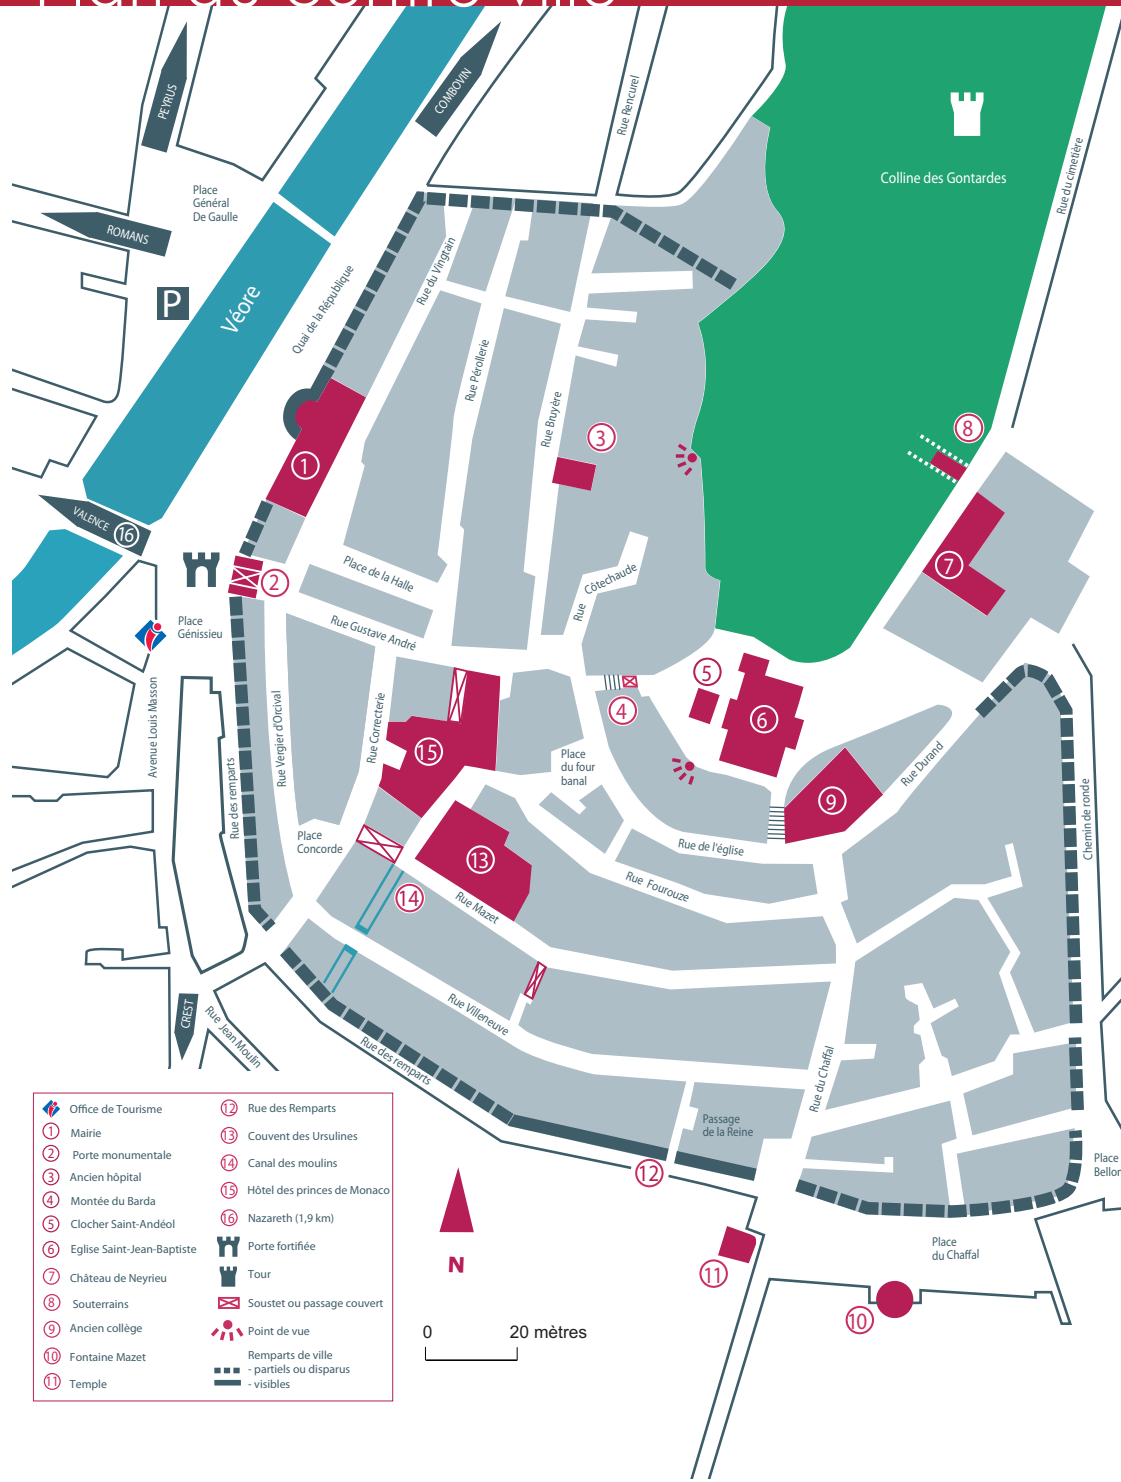 Plan du centre ville
PEYRUS
COMBOVIN
Rue Rencurel
Place
Général
De Gaulle
ROMANS
P
Véore
Quai de la République
Rue du Vingtain
Rue Pérollerie
Rue Bruyère
Colline des Gontardes
Rue du cimetière
8
3
1
7
VALENCE
16
2
Place de la Halle
Rue Gustave André
Rue
Côtechaude
Place
Génissieu
Avenue Louis Masson
Rue des remparts
Rue Vergier d'Orcival
Rue Correcterie
5
4
6
15
Place
du four
banal
9
Rue Durand
Chemin de ronde
Place
Concorde
13
14
Rue Mazet
Rue de l'église
Rue Fourouze
Rue Villeneuve
Rue du Chaffal
CREST
Rue Jean Moulin
Rue des remparts
Passage
de la Reine
12
Place
Bellon
Place
du Chaffal
11
10
N
0 20 mètres
Office de Tourisme
1 Mairie
2 Porte monumentale
3 Ancien hôpital
4 Montée du Barda
5 Clocher Saint-Andéol
6 Eglise Saint-Jean-Baptiste
7 Château de Neyrieu
8 Souterrains
9 Ancien collège
10 Fontaine Mazet
11 Temple
12 Rue des Remparts
13 Couvent des Ursulines
14 Canal des moulins
15 Hôtel des princes de Monaco
16 Nazareth (1,9 km)
Porte fortifiée
Tour
Soustet ou passage couvert
Point de vue
Remparts de ville
- partiels ou disparus
- visibles